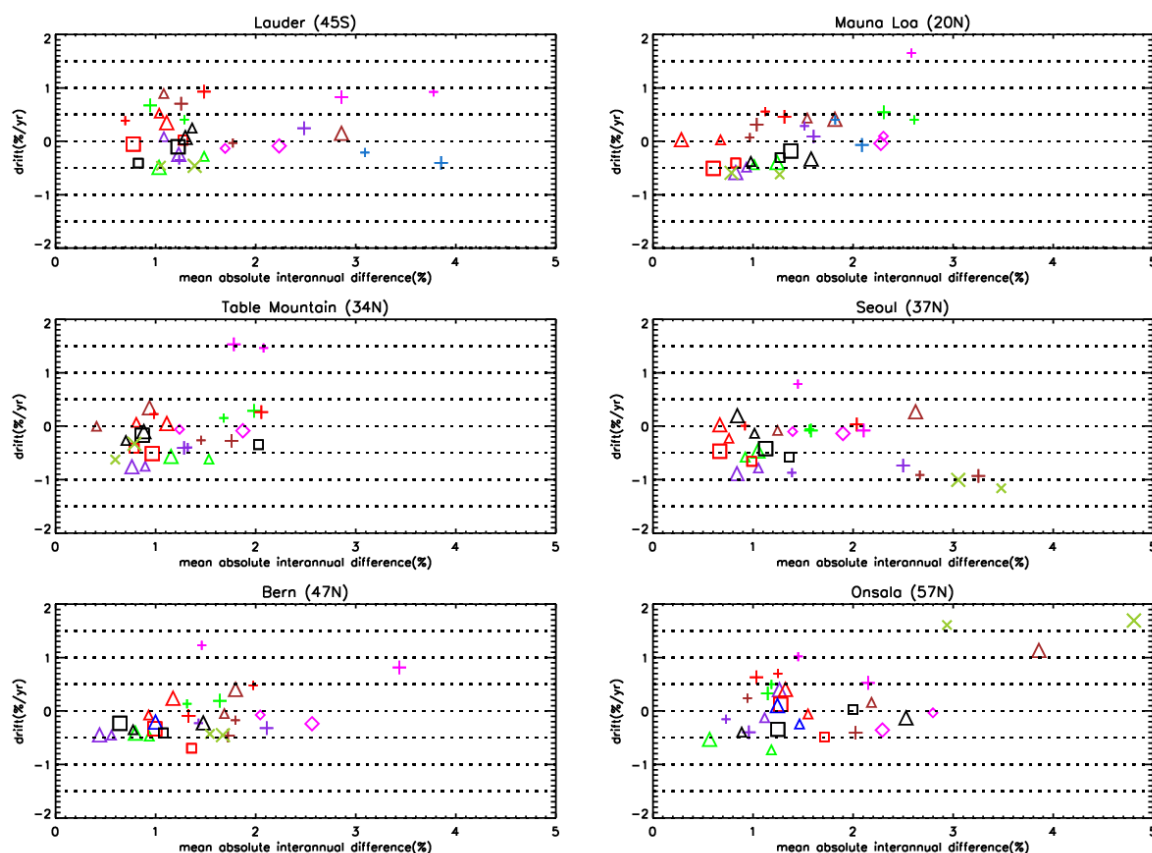 Lauder (45S)
2
1
0
-1
-2
drift(%/yr)
0 1 2 3 4 5
mean absolute interannual difference(%)
Mauna Loa (20N)
2
1
0
-1
-2
drift(%/yr)
0 1 2 3 4 5
mean absolute interannual difference(%)
Table Mountain (34N)
2
1
0
-1
-2
drift(%/yr)
0 1 2 3 4 5
mean absolute interannual difference(%)
Seoul (37N)
2
1
0
-1
-2
drift(%/yr)
0 1 2 3 4 5
mean absolute interannual difference(%)
Bern (47N)
2
1
0
-1
-2
drift(%/yr)
0 1 2 3 4 5
mean absolute interannual difference(%)
Onsala (57N)
2
1
0
-1
-2
drift(%/yr)
0 1 2 3 4 5
mean absolute interannual difference(%)